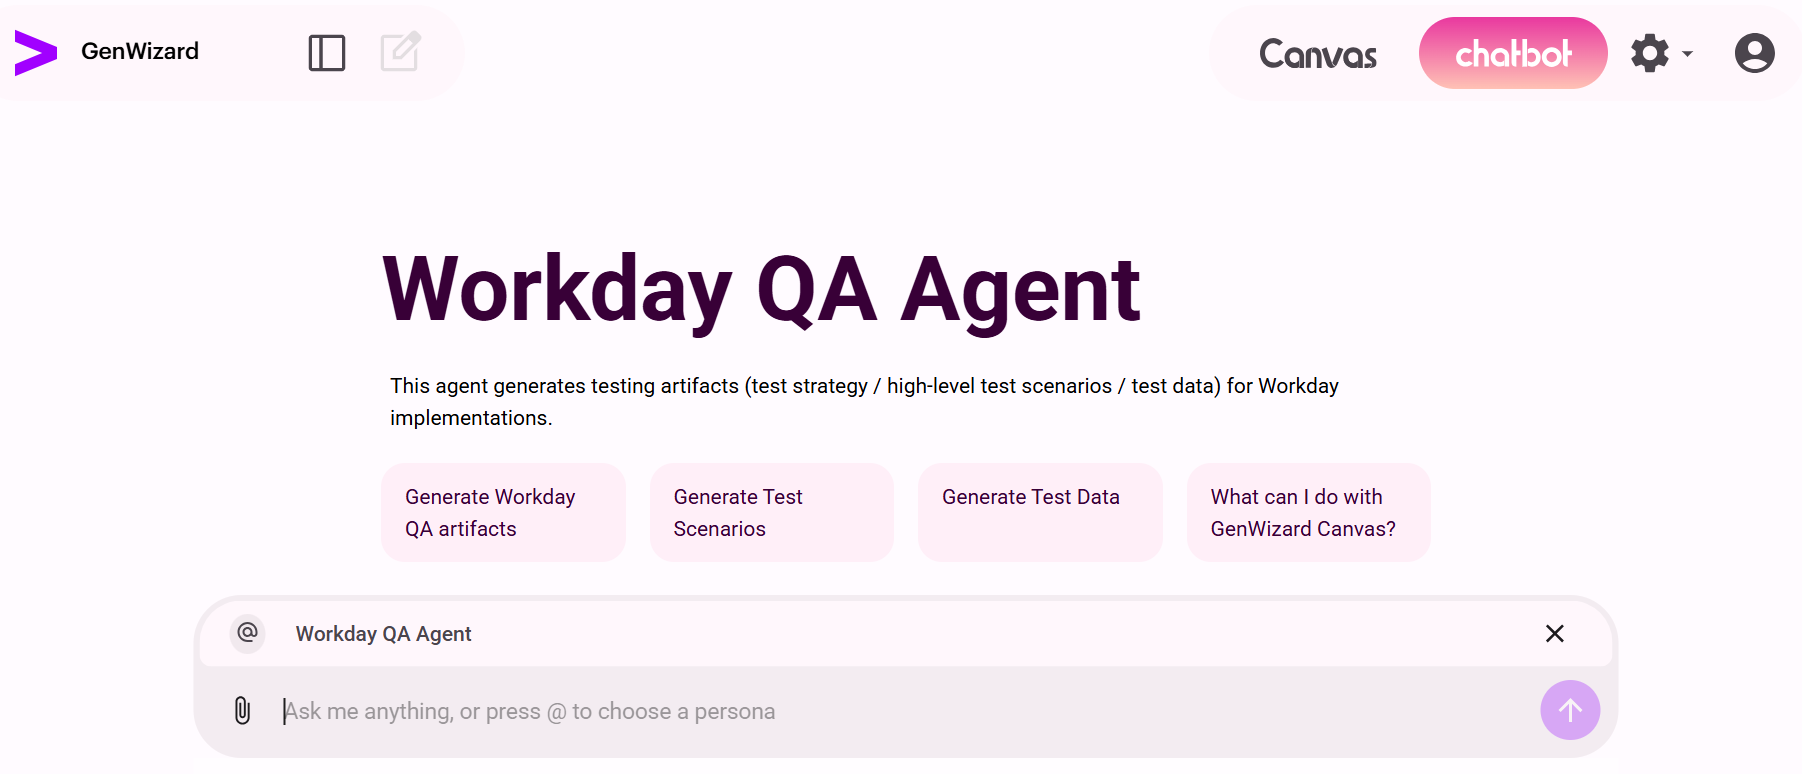 GenWizard
Canvas
chatbot
Workday QA Agent
This agent generates testing artifacts (test strategy / high-level test scenarios / test data) for Workday
implementations.
Generate Workday
QA artifacts
Generate Test
Scenarios
Generate Test Data
What can I do with
GenWizard Canvas?
@ Workday QA Agent
Ask me anything, or press @ to choose a persona